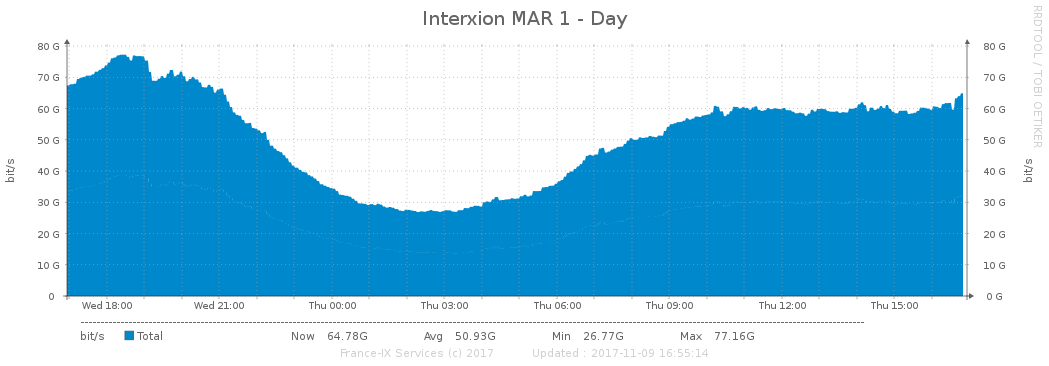 Interxion MAR 1 - Day
RRDTOOL / TOBI OETIKER
bit/s
80 G
70 G
60 G
50 G
40 G
30 G
20 G
10 G
0
80 G
70 G
60 G
50 G
40 G
30 G
20 G
10 G
0 G
bit/s
Wed 18:00 Wed 21:00 Thu 00:00 Thu 03:00 Thu 06:00 Thu 09:00 Thu 12:00 Thu 15:00
bit/s Total Now 64.78G Avg 50.93G Min 26.77G Max 77.16G
France-IX Services (c) 2017 Updated : 2017-11-09 16:55:14